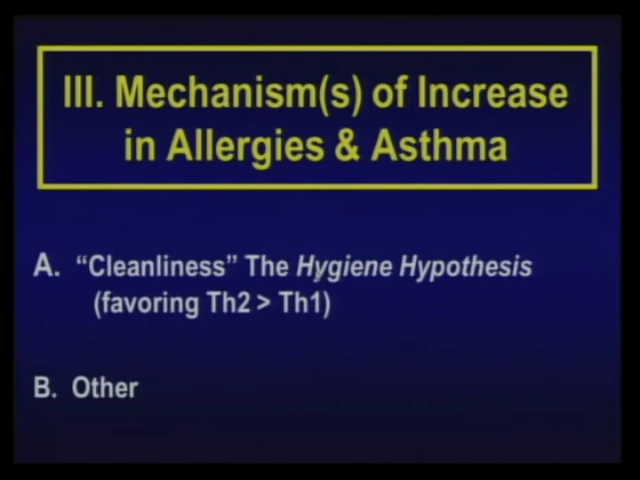 III. Mechanism(s) of Increase
in Allergies & Asthma
A. "Cleanliness" The Hygiene Hypothesis
(favoring Th2 > Th1)
B. Other